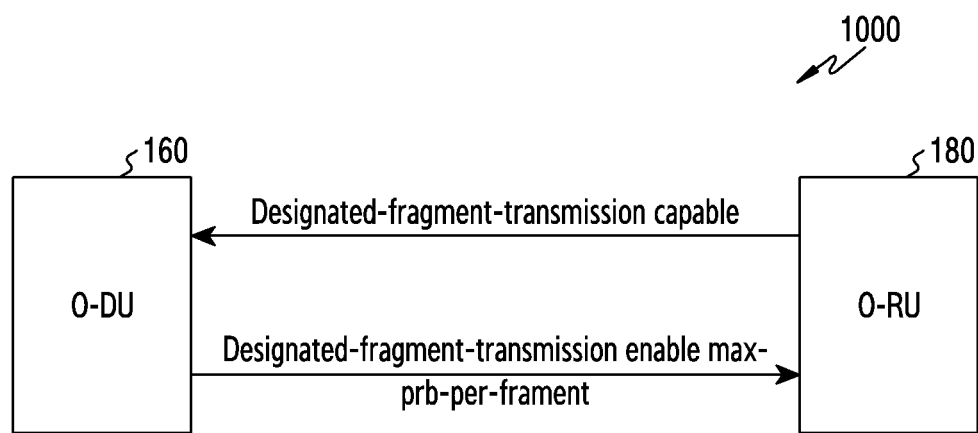 1000
160
180
Designated-fragment-transmission capable
O-DU
O-RU
Designated-fragment-transmission enable max-
prb-per-frament